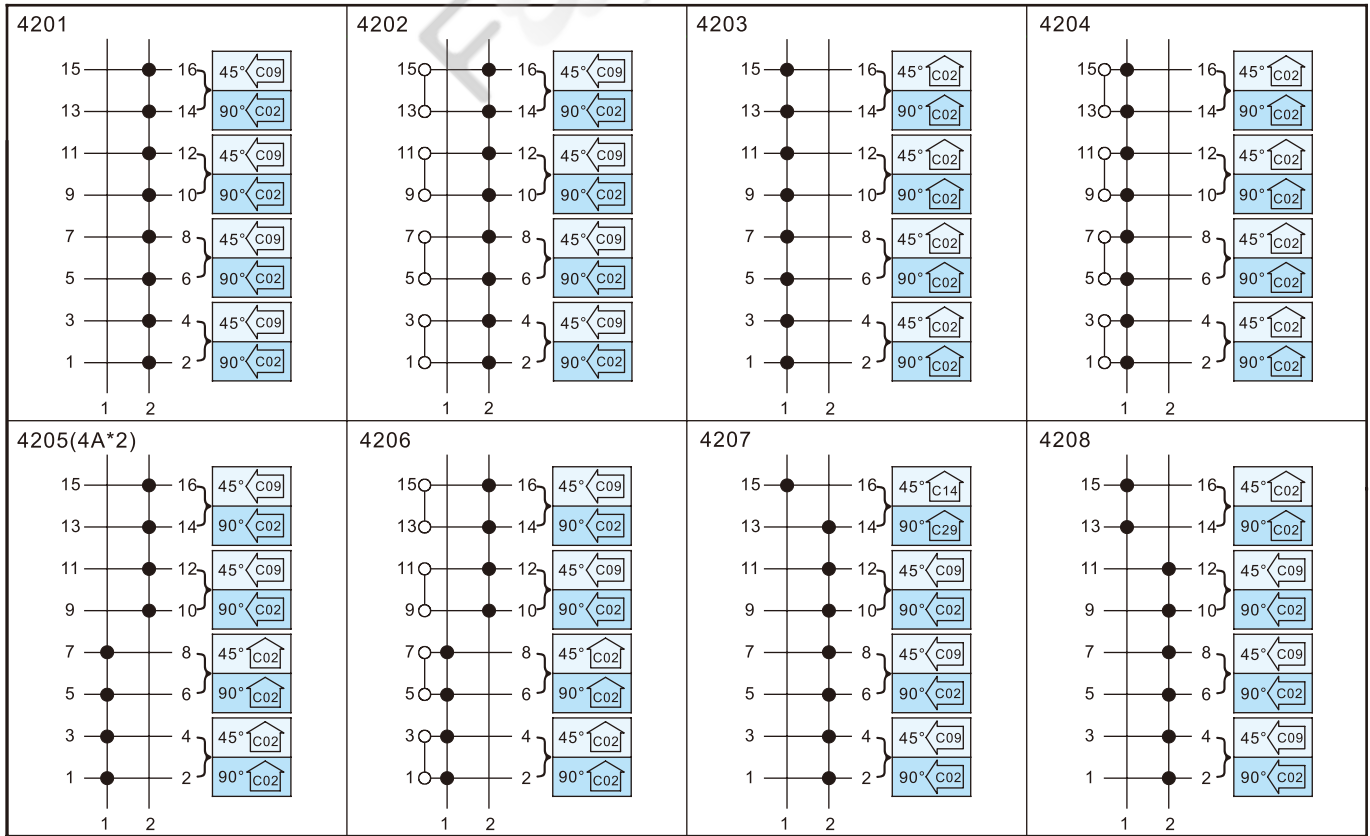 4201
15 16 45° C09
13 14 90° C02
11 12 45° C09
9 10 90° C02
7 8 45° C09
5 6 90° C02
3 4 45° C09
1 2 90° C02
1 2
4202
15 16 45° C09
13 14 90° C02
11 12 45° C09
9 10 90° C02
7 8 45° C09
5 6 90° C02
3 4 45° C09
1 2 90° C02
1 2
4203
15 16 45° C02
13 14 90° C02
11 12 45° C02
9 10 90° C02
7 8 45° C02
5 6 90° C02
3 4 45° C02
1 2 90° C02
1 2
4204
15 16 45° C02
13 14 90° C02
11 12 45° C02
9 10 90° C02
7 8 45° C02
5 6 90° C02
3 4 45° C02
1 2 90° C02
1 2
4205(4A*2)
15 16 45° C09
13 14 90° C02
11 12 45° C09
9 10 90° C02
7 8 45° C02
5 6 90° C02
3 4 45° C02
1 2 90° C02
1 2
4206
15 16 45° C09
13 14 90° C02
11 12 45° C09
9 10 90° C02
7 8 45° C02
5 6 90° C02
3 4 45° C02
1 2 90° C02
1 2
4207
15 16 45° C14
13 14 90° C29
11 12 45° C09
9 10 90° C02
7 8 45° C09
5 6 90° C02
3 4 45° C09
1 2 90° C02
1 2
4208
15 16 45° C02
13 14 90° C02
11 12 45° C09
9 10 90° C02
7 8 45° C09
5 6 90° C02
3 4 45° C09
1 2 90° C02
1 2